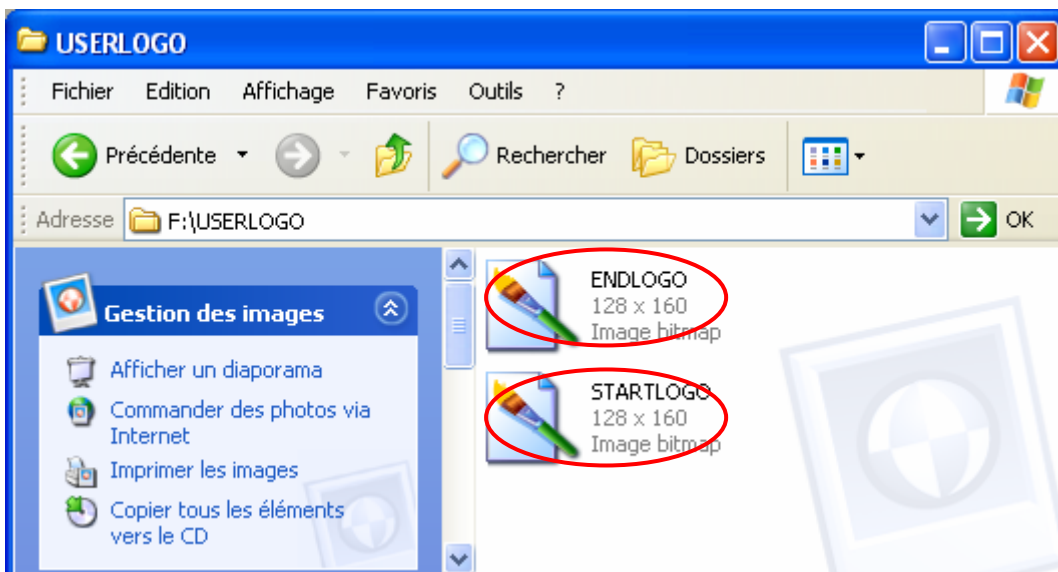 USERLOGO
Fichier Edition Affichage Favoris Outils ?
Précédente Rechercher Dossiers
Adresse F:\USERLOGO OK
Gestion des images
Afficher un diaporama
Commander des photos via
Internet
Imprimer les images
Copier tous les éléments
vers le CD
ENDLOGO
128 x 160
Image bitmap
STARTLOGO
128 x 160
Image bitmap